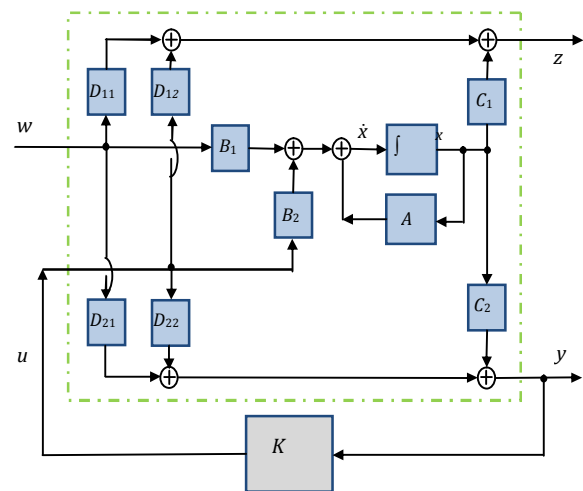 z
D₁₁ D₁₂ C₁
w B₁ ẋ ∫ x
B₂ A
D₂₁ D₂₂ C₂
u y
K